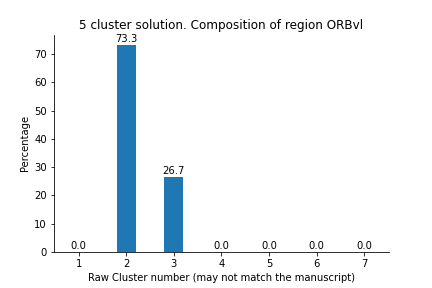 5 cluster solution. Composition of region ORBvl
73.3
26.7
0.0 0.0 0.0 0.0 0.0
70
60
50
40
30
20
10
0
Percentage
1 2 3 4 5 6 7
Raw Cluster number (may not match the manuscript)